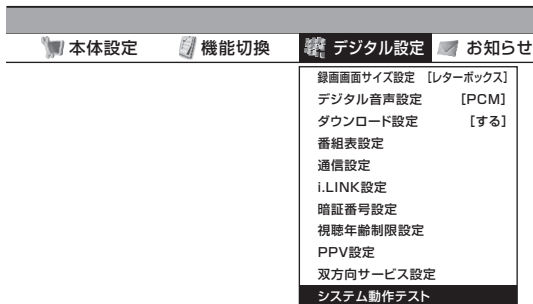 本体設定 機能切換 デジタル設定 お知らせ
録画画面サイズ設定 [レターボックス]
デジタル音声設定 [PCM]
ダウンロード設定 [する]
番組表設定
通信設定
i.LINK設定
暗証番号設定
視聴年齢制限設定
PPV設定
双方向サービス設定
システム動作テスト